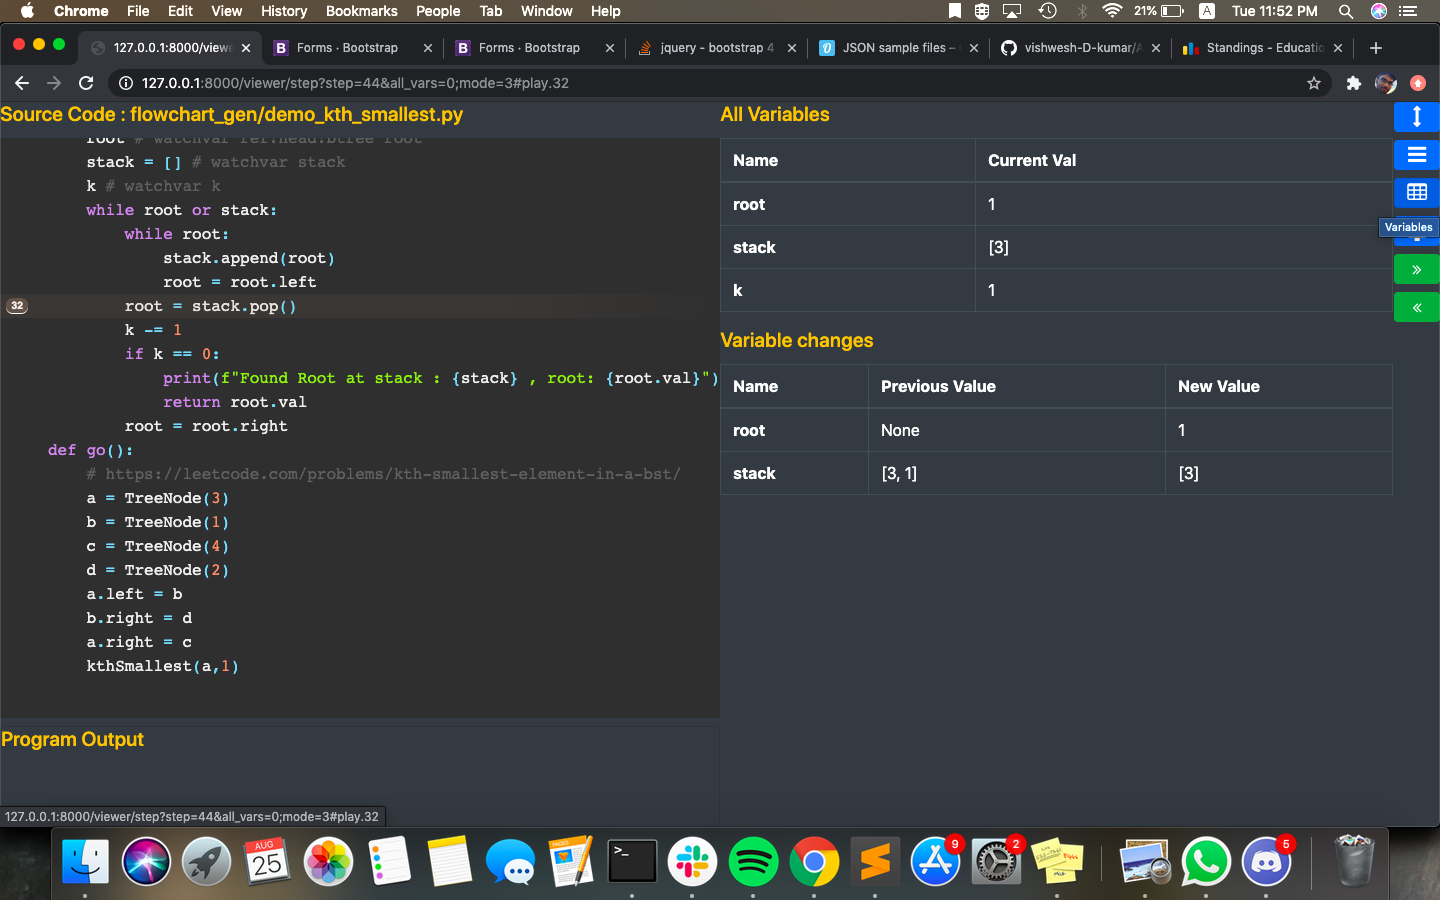 Chrome File Edit View History Bookmarks People Tab Window Help 21% A Tue 11:52 PM
127.0.0.1:8000/viewe Forms · Bootstrap Forms · Bootstrap jquery - bootstrap 4 JSON sample files – vishwesh-D-kumar/A Standings - Educatio
127.0.0.1:8000/viewer/step?step=44&all_vars=0;mode=3#play.32
Source Code : flowchart_gen/demo_kth_smallest.py
root # watchvar ref:head:btree root
stack = [] # watchvar stack
k # watchvar k
while root or stack:
while root:
stack.append(root)
root = root.left
32 root = stack.pop()
k -= 1
if k == 0:
print(f"Found Root at stack : {stack} , root: {root.val}")
return root.val
root = root.right
def go():
# https://leetcode.com/problems/kth-smallest-element-in-a-bst/
a = TreeNode(3)
b = TreeNode(1)
c = TreeNode(4)
d = TreeNode(2)
a.left = b
b.right = d
a.right = c
kthSmallest(a,1)
Program Output
All Variables
Name Current Val
root 1
stack [3]
k 1
Variable changes
Name Previous Value New Value
root None 1
stack [3, 1] [3]
Variables
»
«
127.0.0.1:8000/viewer/step?step=44&all_vars=0;mode=3#play.32
AUG
25
PAGES
>_
9
2
5